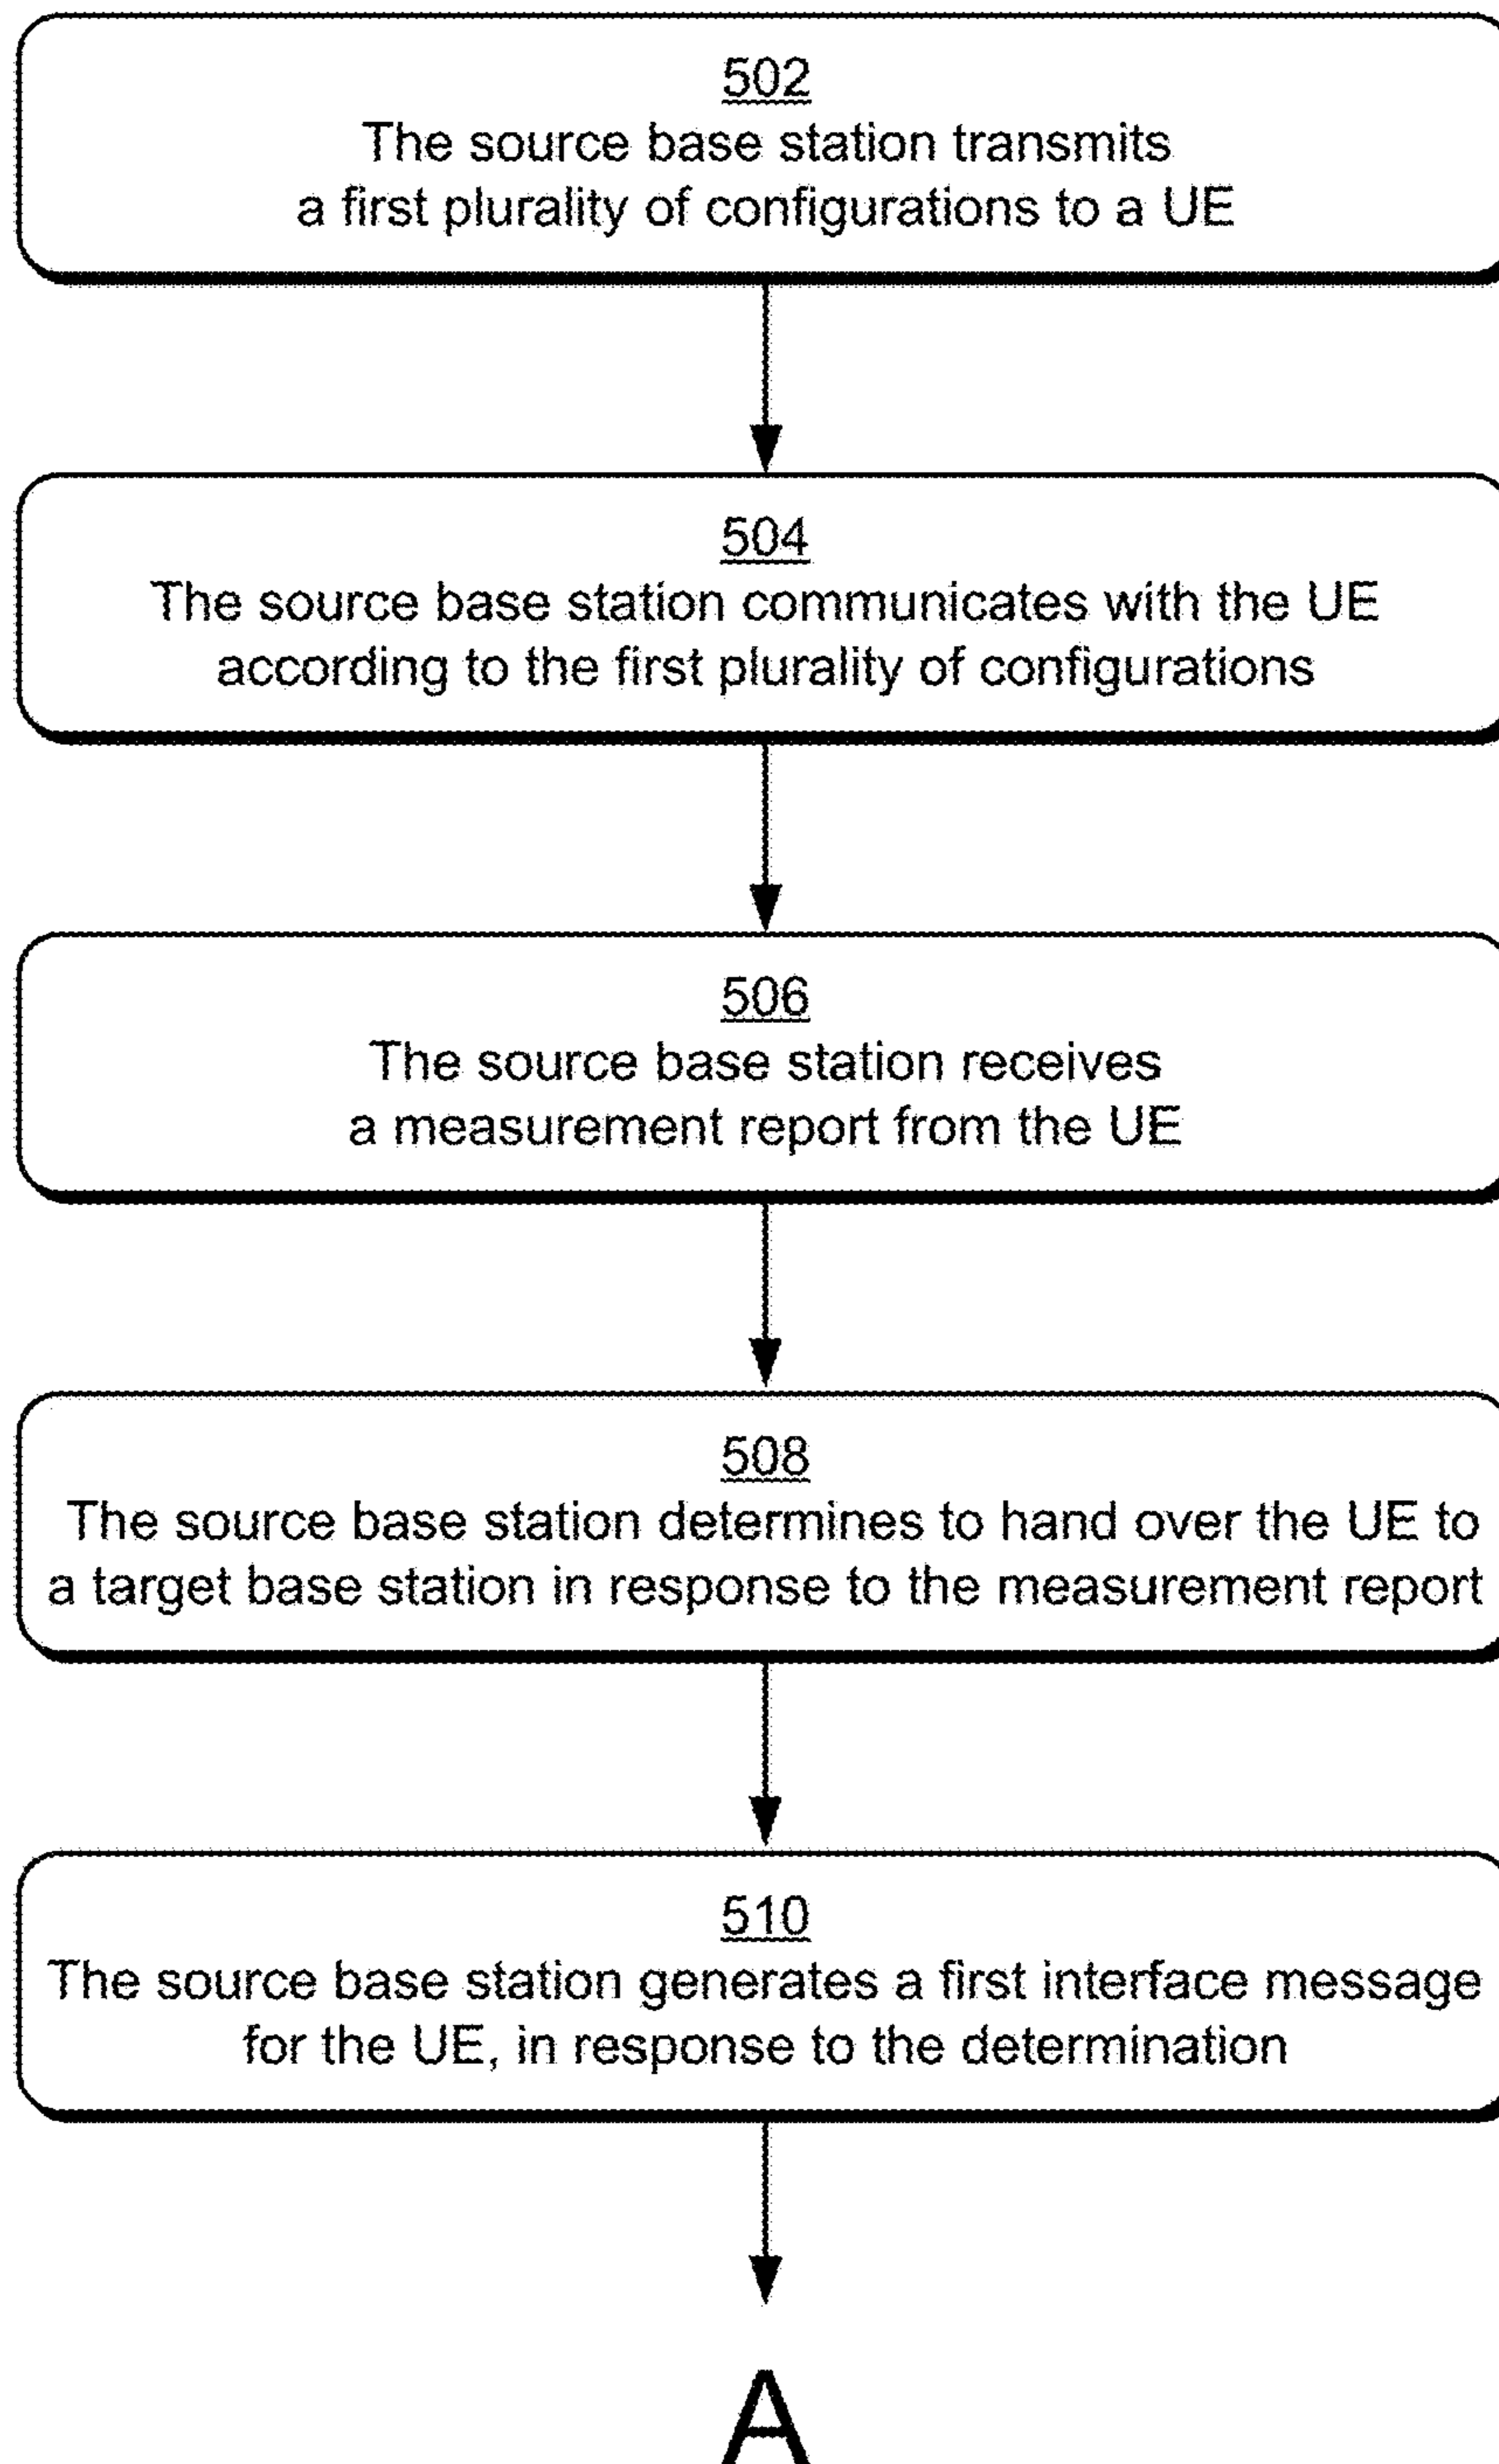 502
The source base station transmits
a first plurality of configurations to a UE
504
The source base station communicates with the UE
according to the first plurality of configurations
506
The source base station receives
a measurement report from the UE
508
The source base station determines to hand over the UE to
a target base station in response to the measurement report
510
The source base station generates a first interface message
for the UE, in response to the determination
A